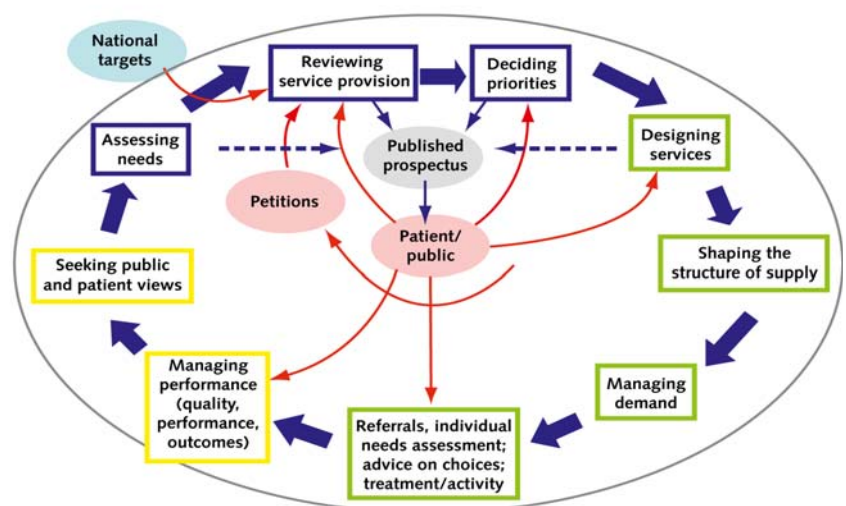 National
targets
Reviewing
service provision
Deciding
priorities
Assessing
needs
Published
prospectus
Designing
services
Petitions
Patient/
public
Seeking public
and patient views
Shaping the
structure of supply
Managing
performance
(quality,
performance,
outcomes)
Managing
demand
Referrals, individual
needs assessment;
advice on choices;
treatment/activity